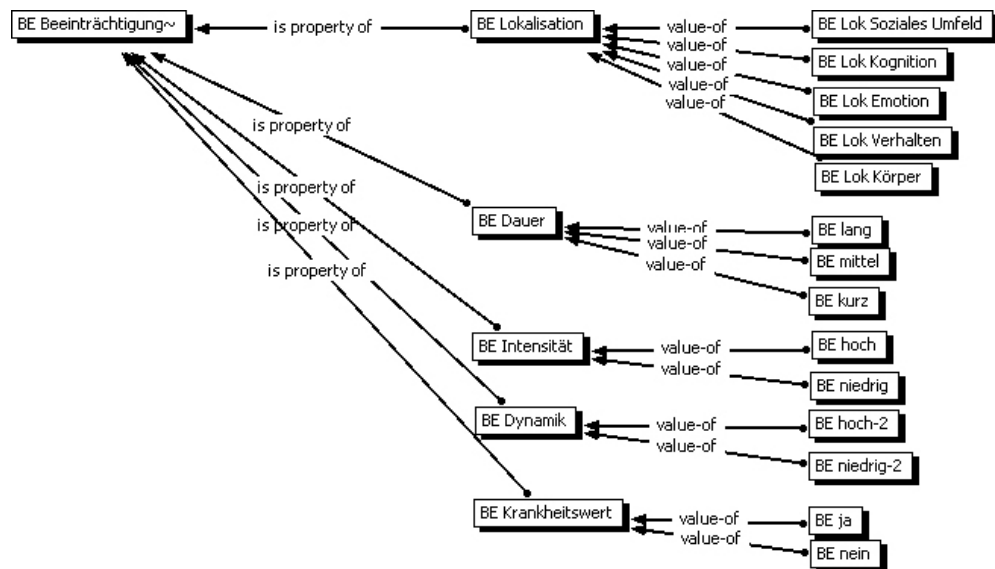 BE Beeinträchtigung~
is property of
BE Lokalisation
value-of
BE Lok Soziales Umfeld
value-of
BE Lok Kognition
value-of
BE Lok Emotion
value-of
BE Lok Verhalten
value-of
BE Lok Körper
is property of
BE Dauer
value-of
BE lang
value-of
BE mittel
value-of
BE kurz
is property of
BE Intensität
value-of
BE hoch
value-of
BE niedrig
is property of
BE Dynamik
value-of
BE hoch-2
value-of
BE niedrig-2
is property of
BE Krankheitswert
value-of
BE ja
value-of
BE nein